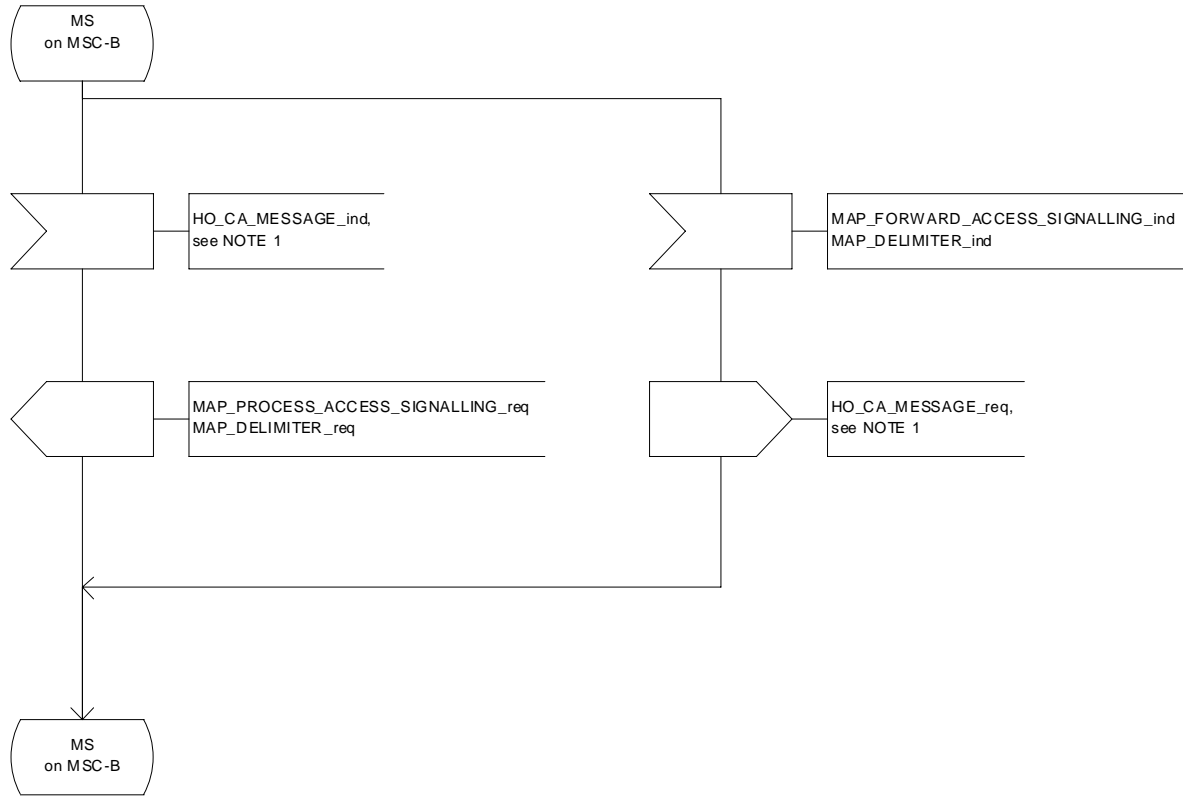 MS
on MSC-B
HO_CA_MESSAGE_ind,
see NOTE 1
MAP_FORWARD_ACCESS_SIGNALLING_ind
MAP_DELIMITER_ind
MAP_PROCESS_ACCESS_SIGNALLING_req
MAP_DELIMITER_req
HO_CA_MESSAGE_req,
see NOTE 1
MS
on MSC-B